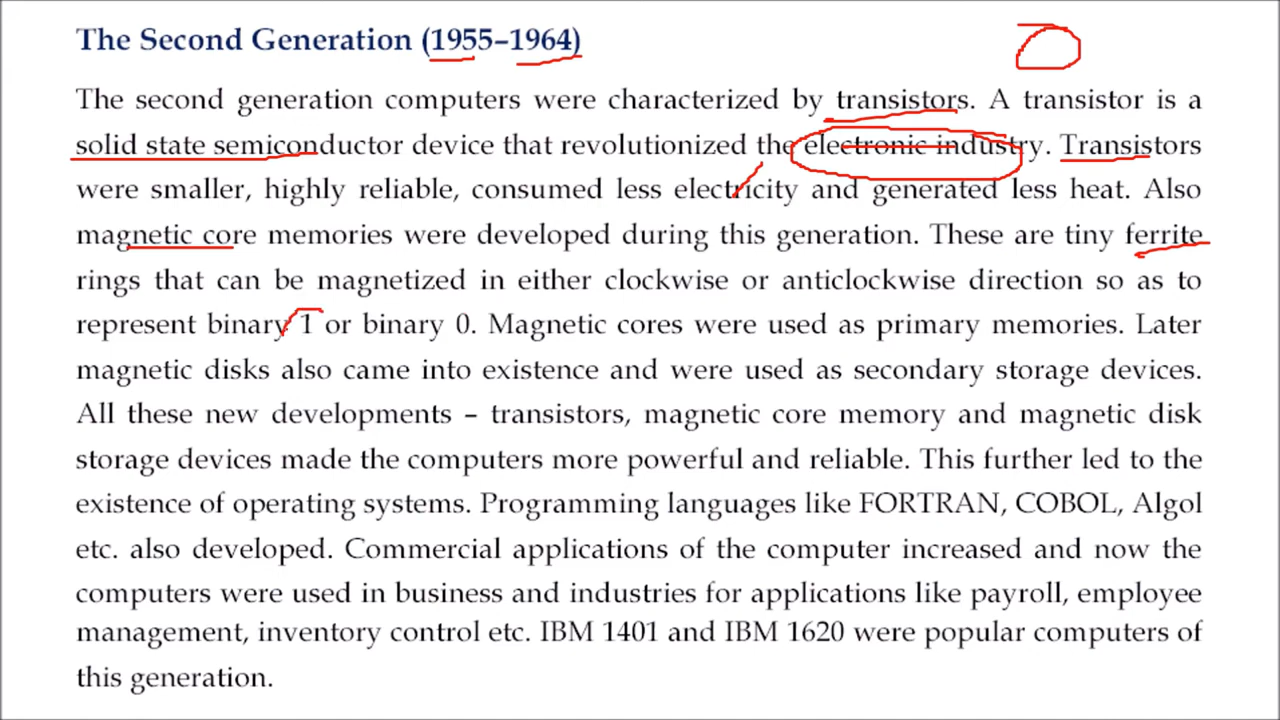 The Second Generation (1955–1964)
The second generation computers were characterized by transistors. A transistor is a
solid state semiconductor device that revolutionized the electronic industry. Transistors
were smaller, highly reliable, consumed less electricity and generated less heat. Also
magnetic core memories were developed during this generation. These are tiny ferrite
rings that can be magnetized in either clockwise or anticlockwise direction so as to
represent binary 1 or binary 0. Magnetic cores were used as primary memories. Later
magnetic disks also came into existence and were used as secondary storage devices.
All these new developments – transistors, magnetic core memory and magnetic disk
storage devices made the computers more powerful and reliable. This further led to the
existence of operating systems. Programming languages like FORTRAN, COBOL, Algol
etc. also developed. Commercial applications of the computer increased and now the
computers were used in business and industries for applications like payroll, employee
management, inventory control etc. IBM 1401 and IBM 1620 were popular computers of
this generation.